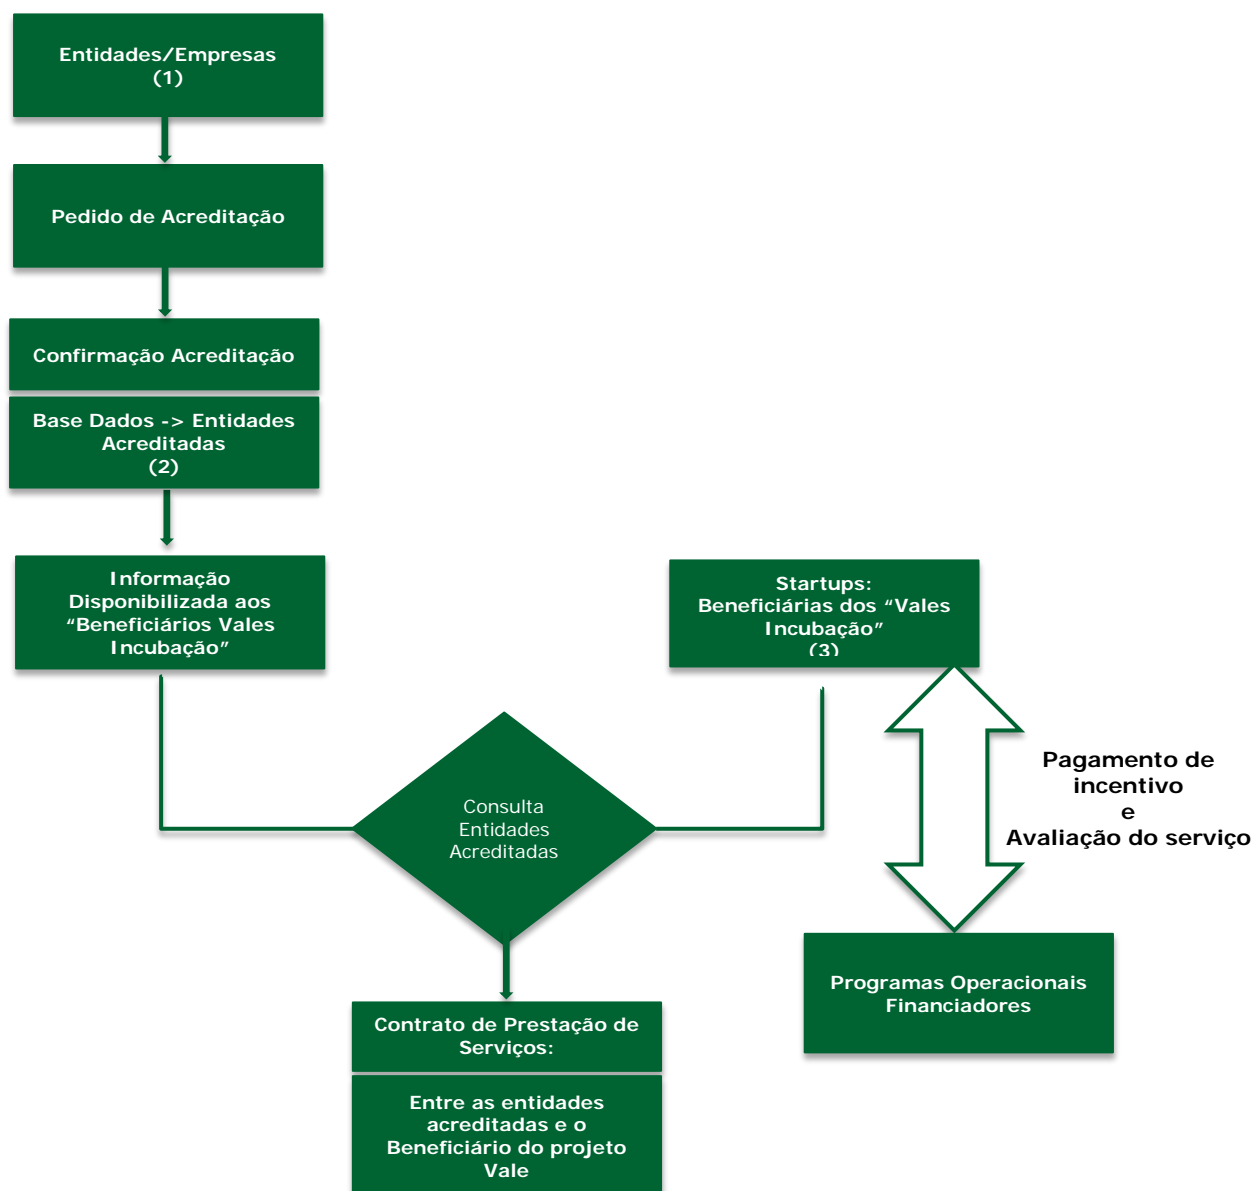 Entidades/Empresas
(1)
Pedido de Acreditação
Confirmação Acreditação
Base Dados -> Entidades
Acreditadas
(2)
Informação
Disponibilizada aos
“Beneficiários Vales
Incubação”
Startups:
Beneficiárias dos “Vales
Incubação”
(3)
Consulta
Entidades
Acreditadas
Pagamento de
incentivo
e
Avaliação do serviço
Programas Operacionais
Financiadores
Contrato de Prestação de
Serviços:
Entre as entidades
acreditadas e o
Beneficiário do projeto
Vale